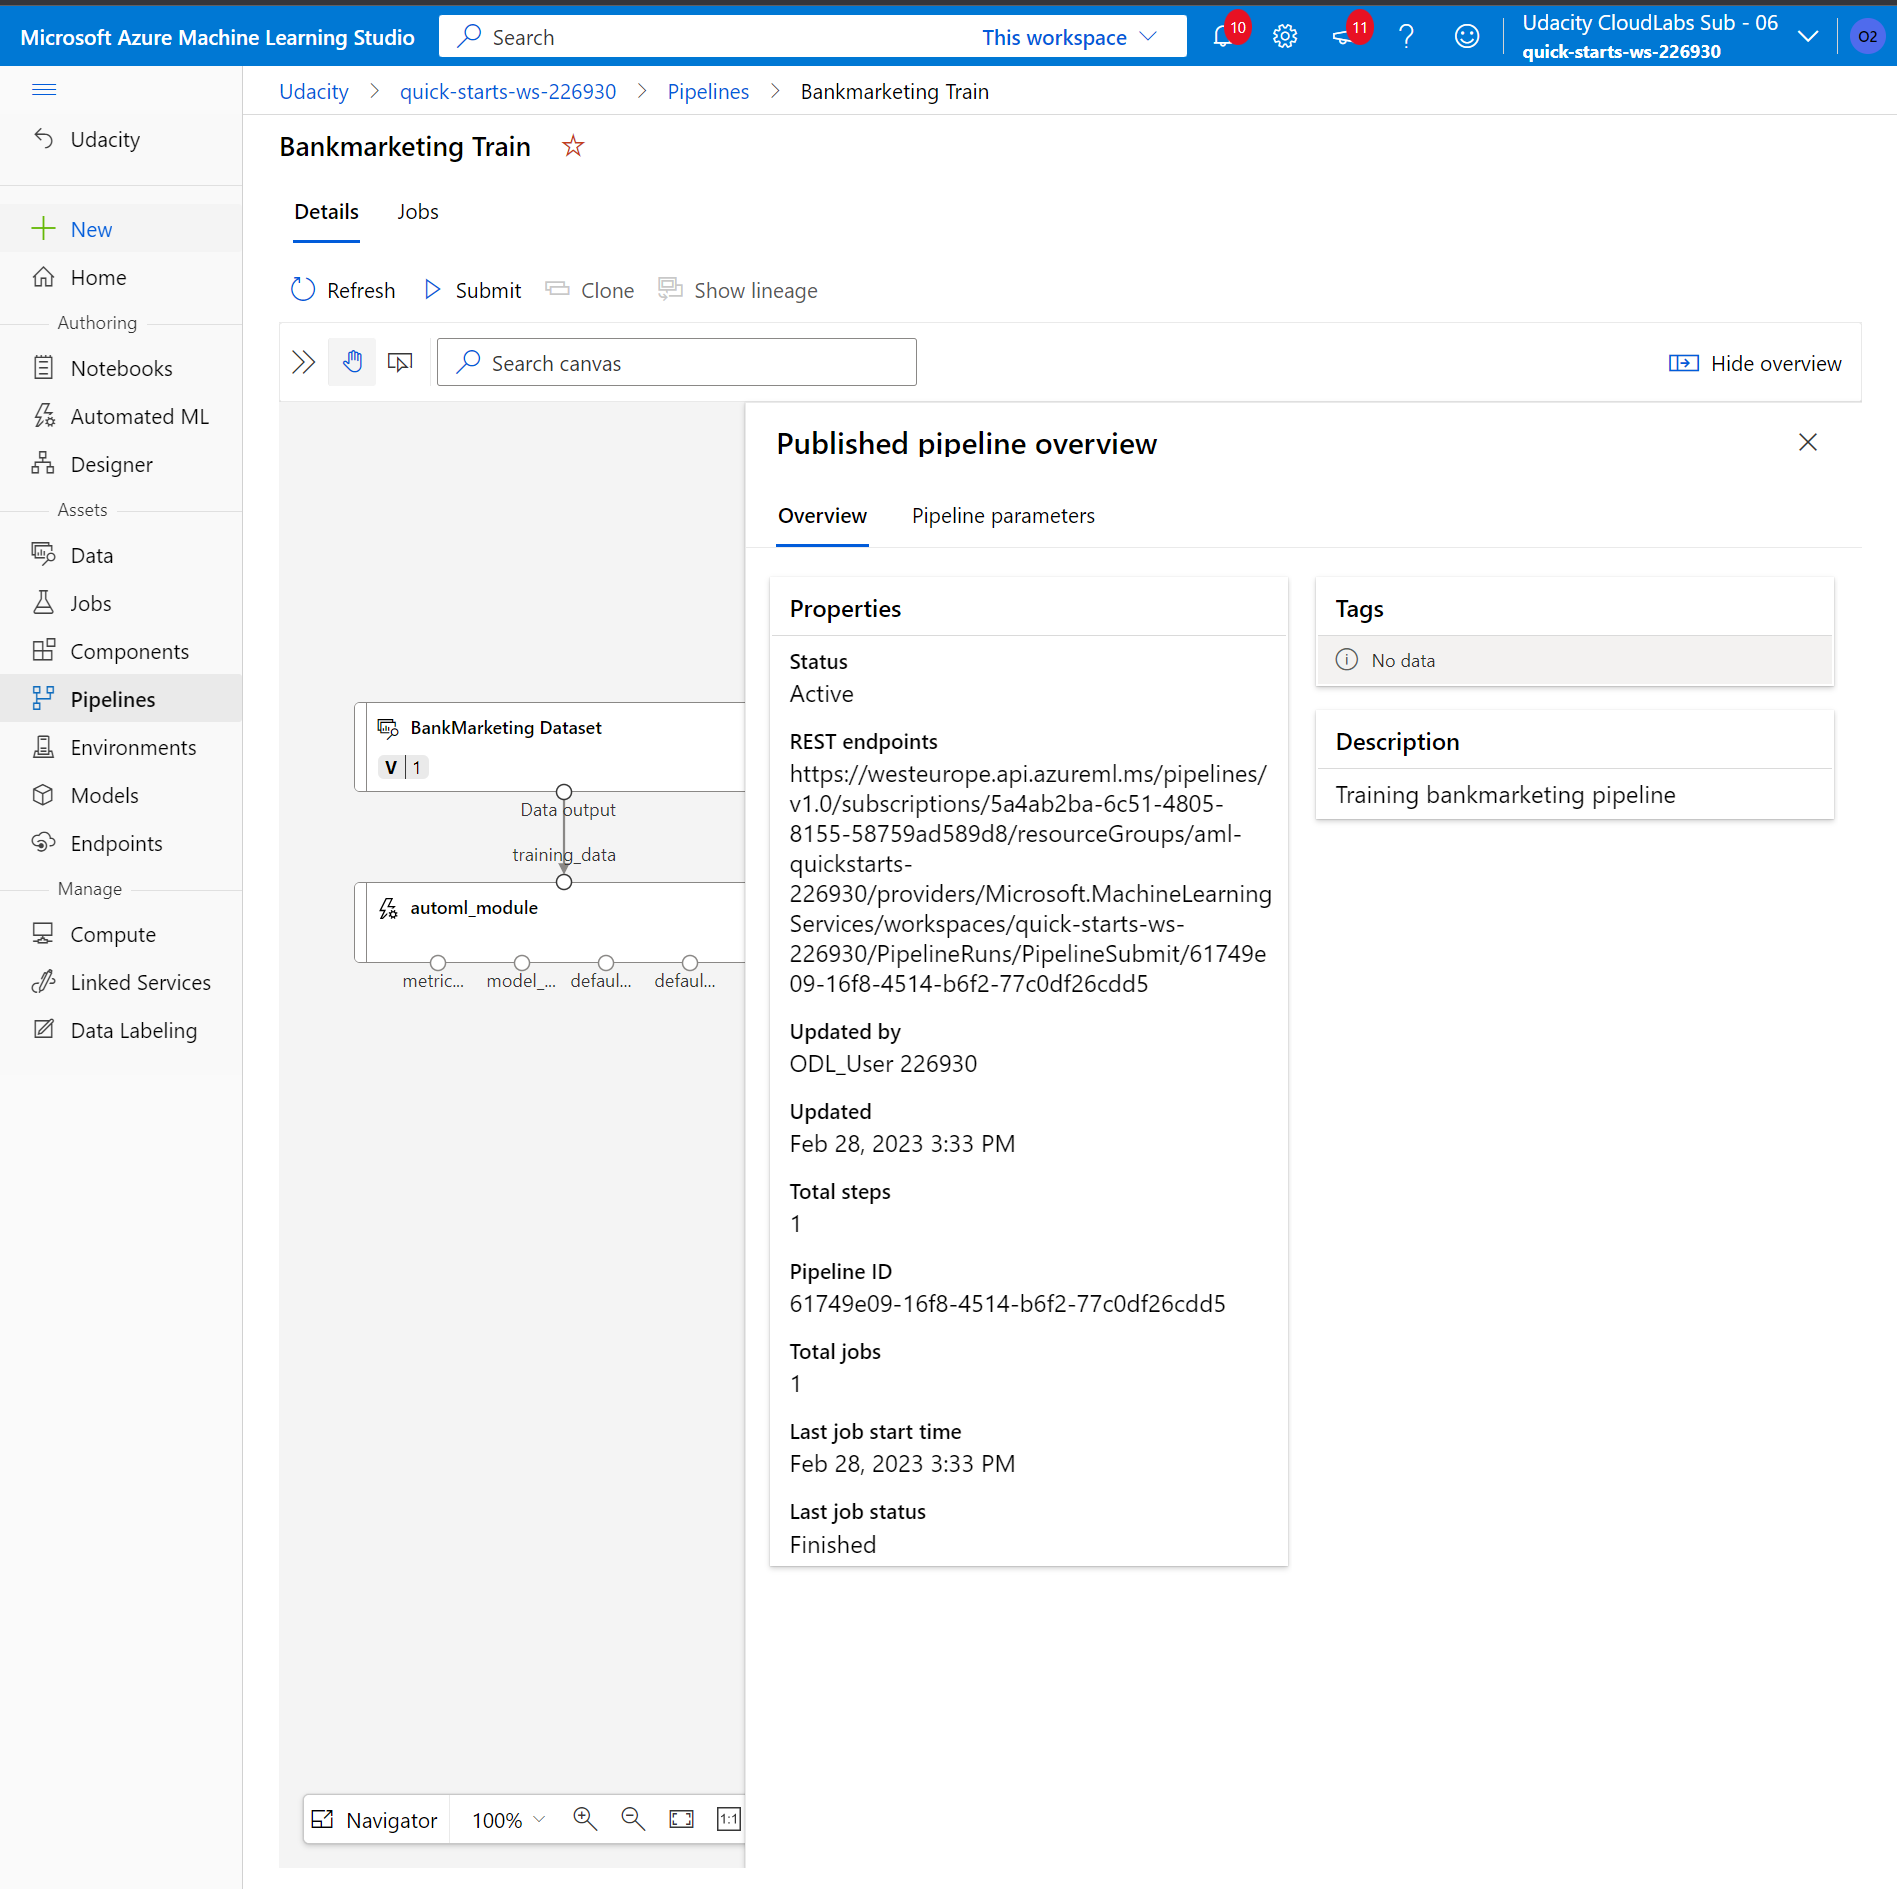 Microsoft Azure Machine Learning Studio
Search
This workspace
10
11
Udacity CloudLabs Sub - 06
quick-starts-ws-226930
O2
Udacity > quick-starts-ws-226930 > Pipelines > Bankmarketing Train
Udacity
New
Home
Authoring
Notebooks
Automated ML
Designer
Assets
Data
Jobs
Components
Pipelines
Environments
Models
Endpoints
Manage
Compute
Linked Services
Data Labeling
Bankmarketing Train
Details
Jobs
Refresh
Submit
Clone
Show lineage
Search canvas
Hide overview
BankMarketing Dataset
V 1
Data output
training_data
automl_module
metric...
model_...
defaul...
defaul...
Navigator
100%
1:1
Published pipeline overview
Overview
Pipeline parameters
Properties
Status
Active
REST endpoints
https://westeurope.api.azureml.ms/pipelines/
v1.0/subscriptions/5a4ab2ba-6c51-4805-
8155-58759ad589d8/resourceGroups/aml-
quickstarts-
226930/providers/Microsoft.MachineLearning
Services/workspaces/quick-starts-ws-
226930/PipelineRuns/PipelineSubmit/61749e
09-16f8-4514-b6f2-77c0df26cdd5
Updated by
ODL_User 226930
Updated
Feb 28, 2023 3:33 PM
Total steps
1
Pipeline ID
61749e09-16f8-4514-b6f2-77c0df26cdd5
Total jobs
1
Last job start time
Feb 28, 2023 3:33 PM
Last job status
Finished
Tags
No data
Description
Training bankmarketing pipeline